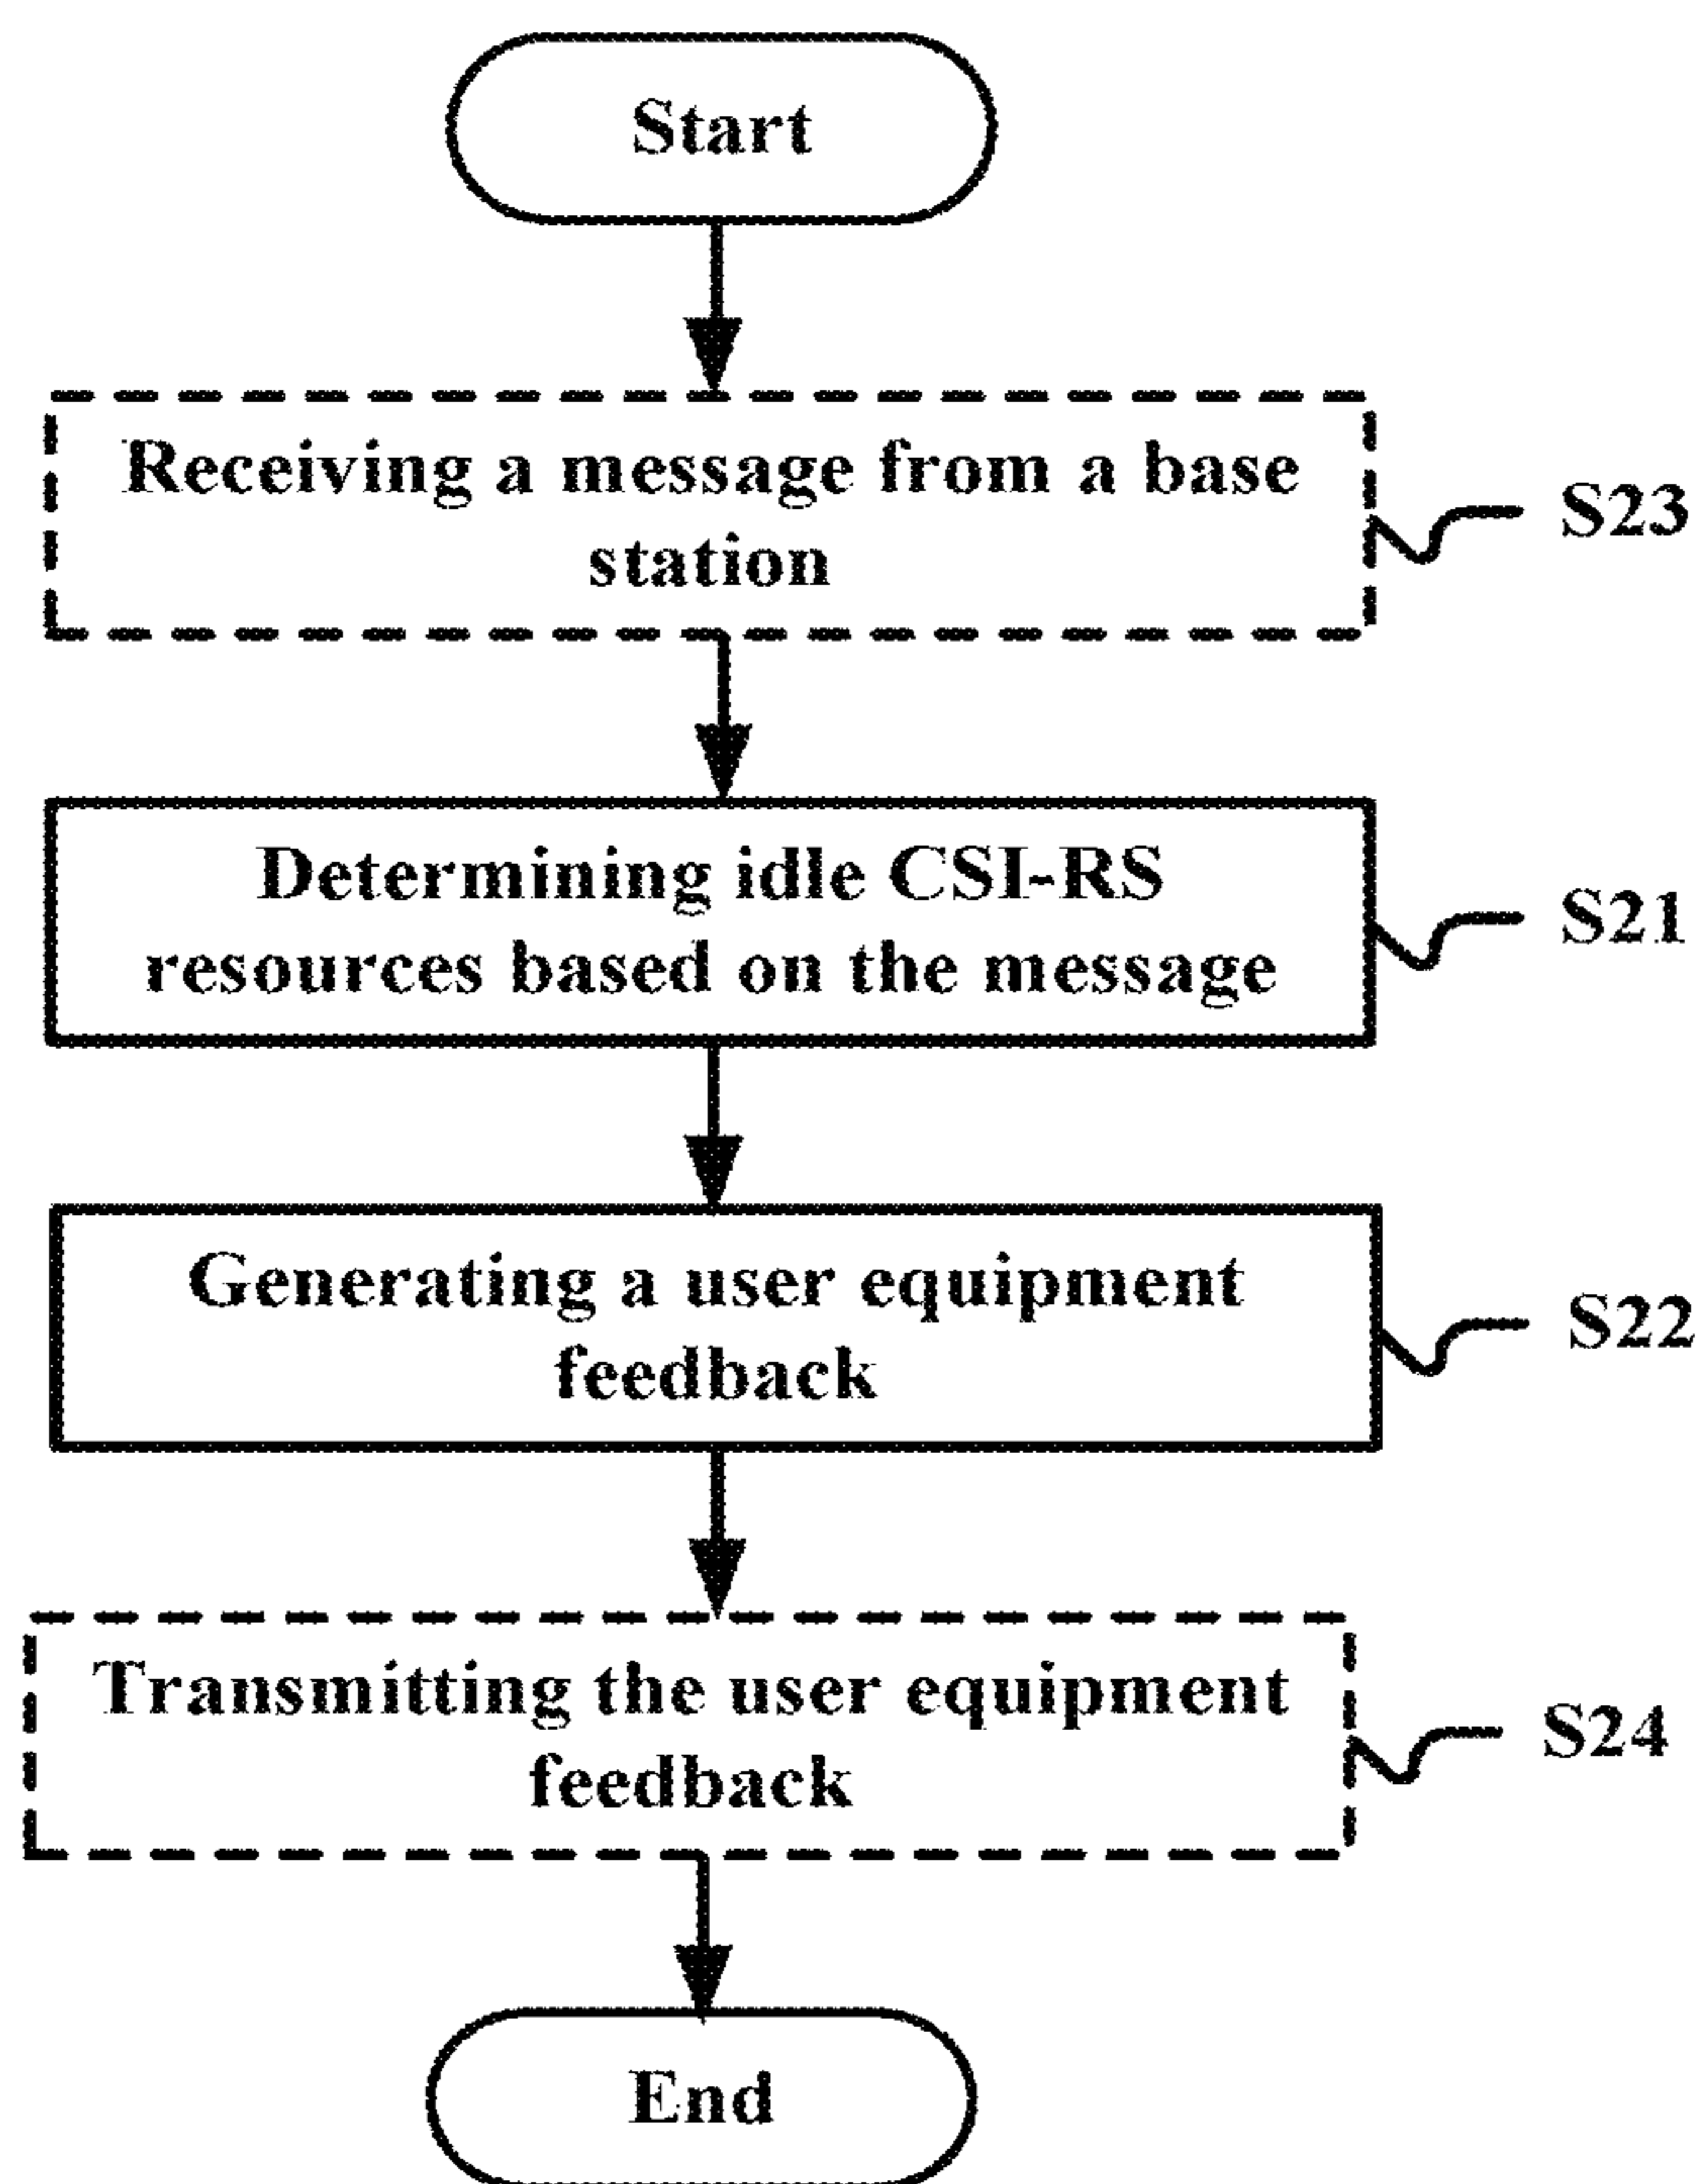 Start
Receiving a message from a base
station
S23
Determining idle CSI-RS
resources based on the message
S21
Generating a user equipment
feedback
S22
Transmitting the user equipment
feedback
S24
End